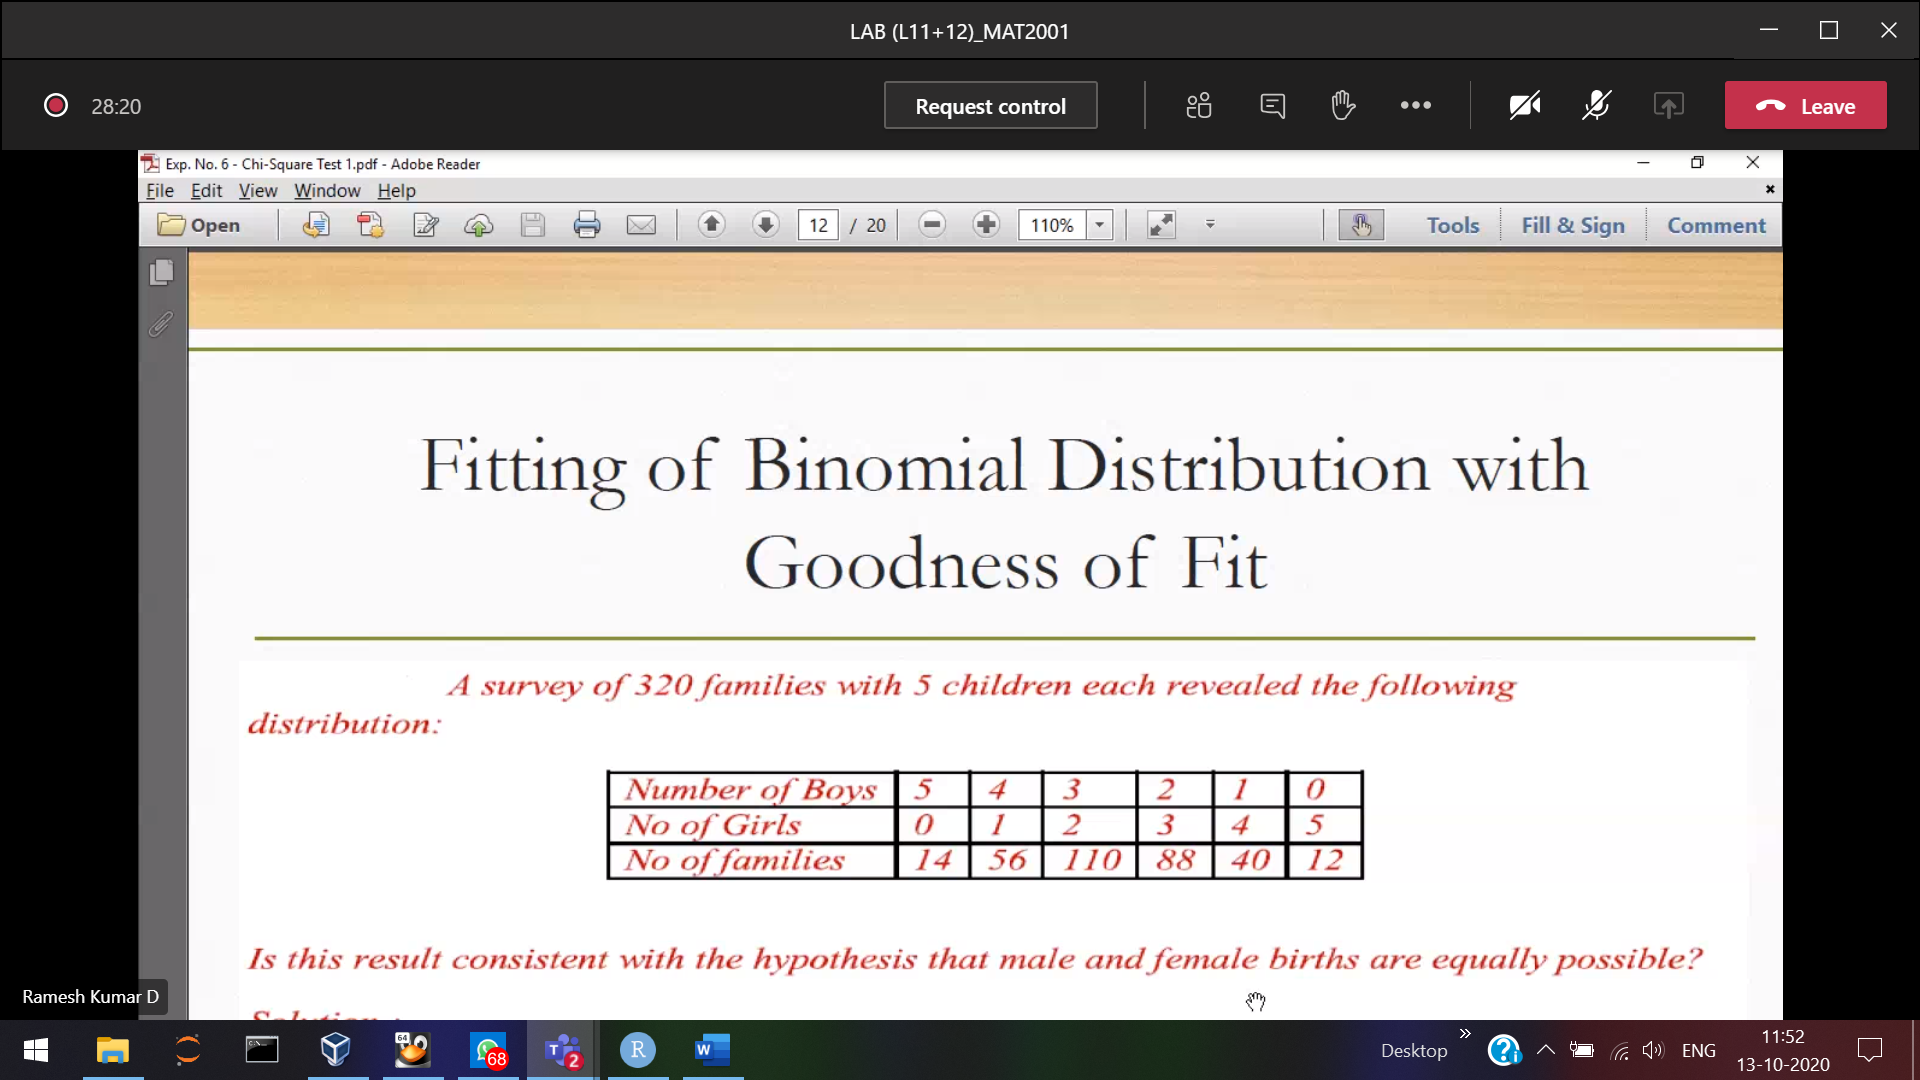 LAB (L11+12)_MAT2001
28:20
Request control
Leave
Exp. No. 6 - Chi-Square Test 1.pdf - Adobe Reader
File Edit View Window Help
Open
12 / 20
110%
Tools
Fill & Sign
Comment
Fitting of Binomial Distribution with
Goodness of Fit
A survey of 320 families with 5 children each revealed the following
distribution:
Number of Boys 5 4 3 2 1 0
No of Girls 0 1 2 3 4 5
No of families 14 56 110 88 40 12
Is this result consistent with the hypothesis that male and female births are equally possible?
Ramesh Kumar D
64
68
T
2
R
W
Desktop
ENG
11:52
13-10-2020